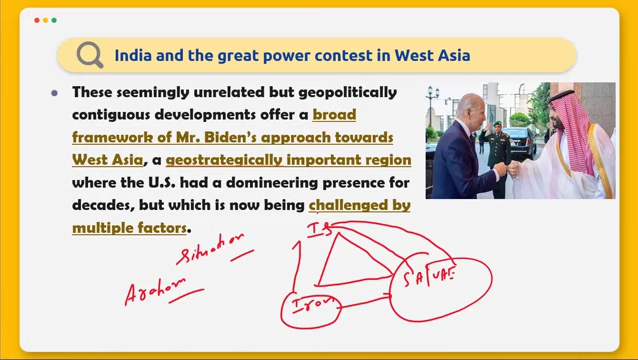 India and the great power contest in West Asia
These seemingly unrelated but geopolitically
contiguous developments offer a broad
framework of Mr. Biden's approach towards
West Asia, a geostrategically important region
where the U.S. had a domineering presence for
decades, but which is now being challenged by
multiple factors.
Situation
Is
SA UAE
Iran